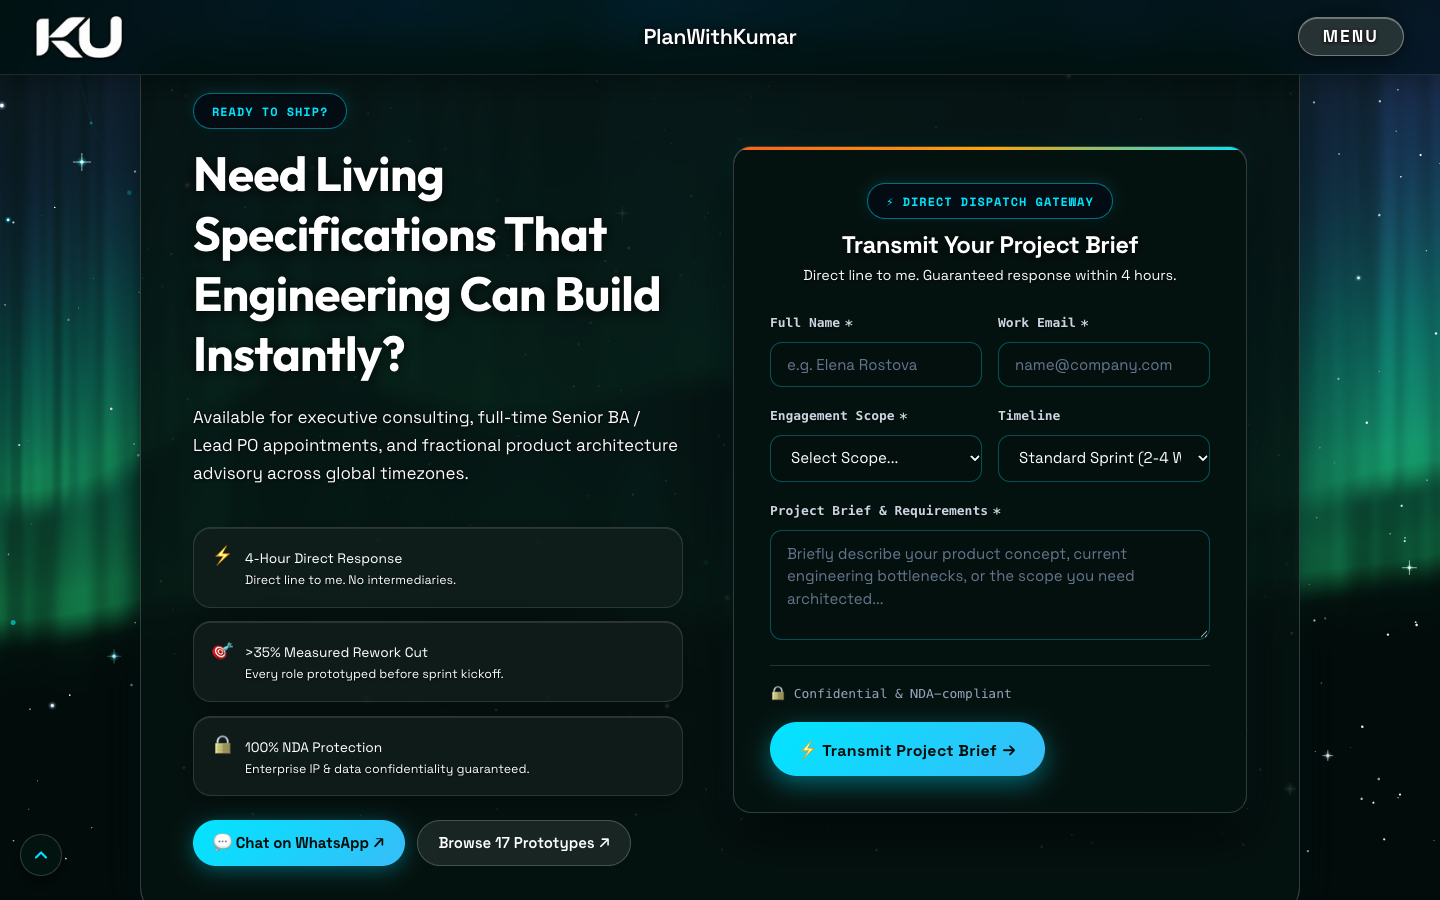 KU
PlanWithKumar
MENU
READY TO SHIP?
Need Living
Specifications That
Engineering Can Build
Instantly?
Available for executive consulting, full-time Senior BA /
Lead PO appointments, and fractional product architecture
advisory across global timezones.
⚡ 4-Hour Direct Response
Direct line to me. No intermediaries.
🎯 >35% Measured Rework Cut
Every role prototyped before sprint kickoff.
🔒 100% NDA Protection
Enterprise IP & data confidentiality guaranteed.
💬 Chat on WhatsApp ↗
Browse 17 Prototypes ↗
⚡ DIRECT DISPATCH GATEWAY
Transmit Your Project Brief
Direct line to me. Guaranteed response within 4 hours.
Full Name *
e.g. Elena Rostova
Work Email *
name@company.com
Engagement Scope *
Select Scope...
Timeline
Standard Sprint (2-4 W
Project Brief & Requirements *
Briefly describe your product concept, current
engineering bottlenecks, or the scope you need
architected...
🔒 Confidential & NDA-compliant
⚡ Transmit Project Brief →